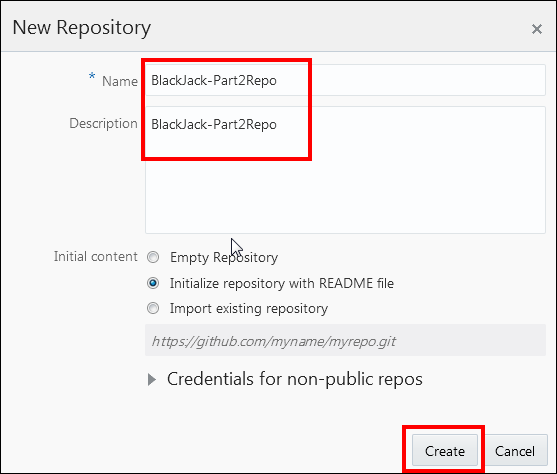 New Repository ×
* Name BlackJack-Part2Repo
Description BlackJack-Part2Repo
Initial content Empty Repository
Initialize repository with README file
Import existing repository
https://github.com/myname/myrepo.git
Credentials for non-public repos
Create Cancel